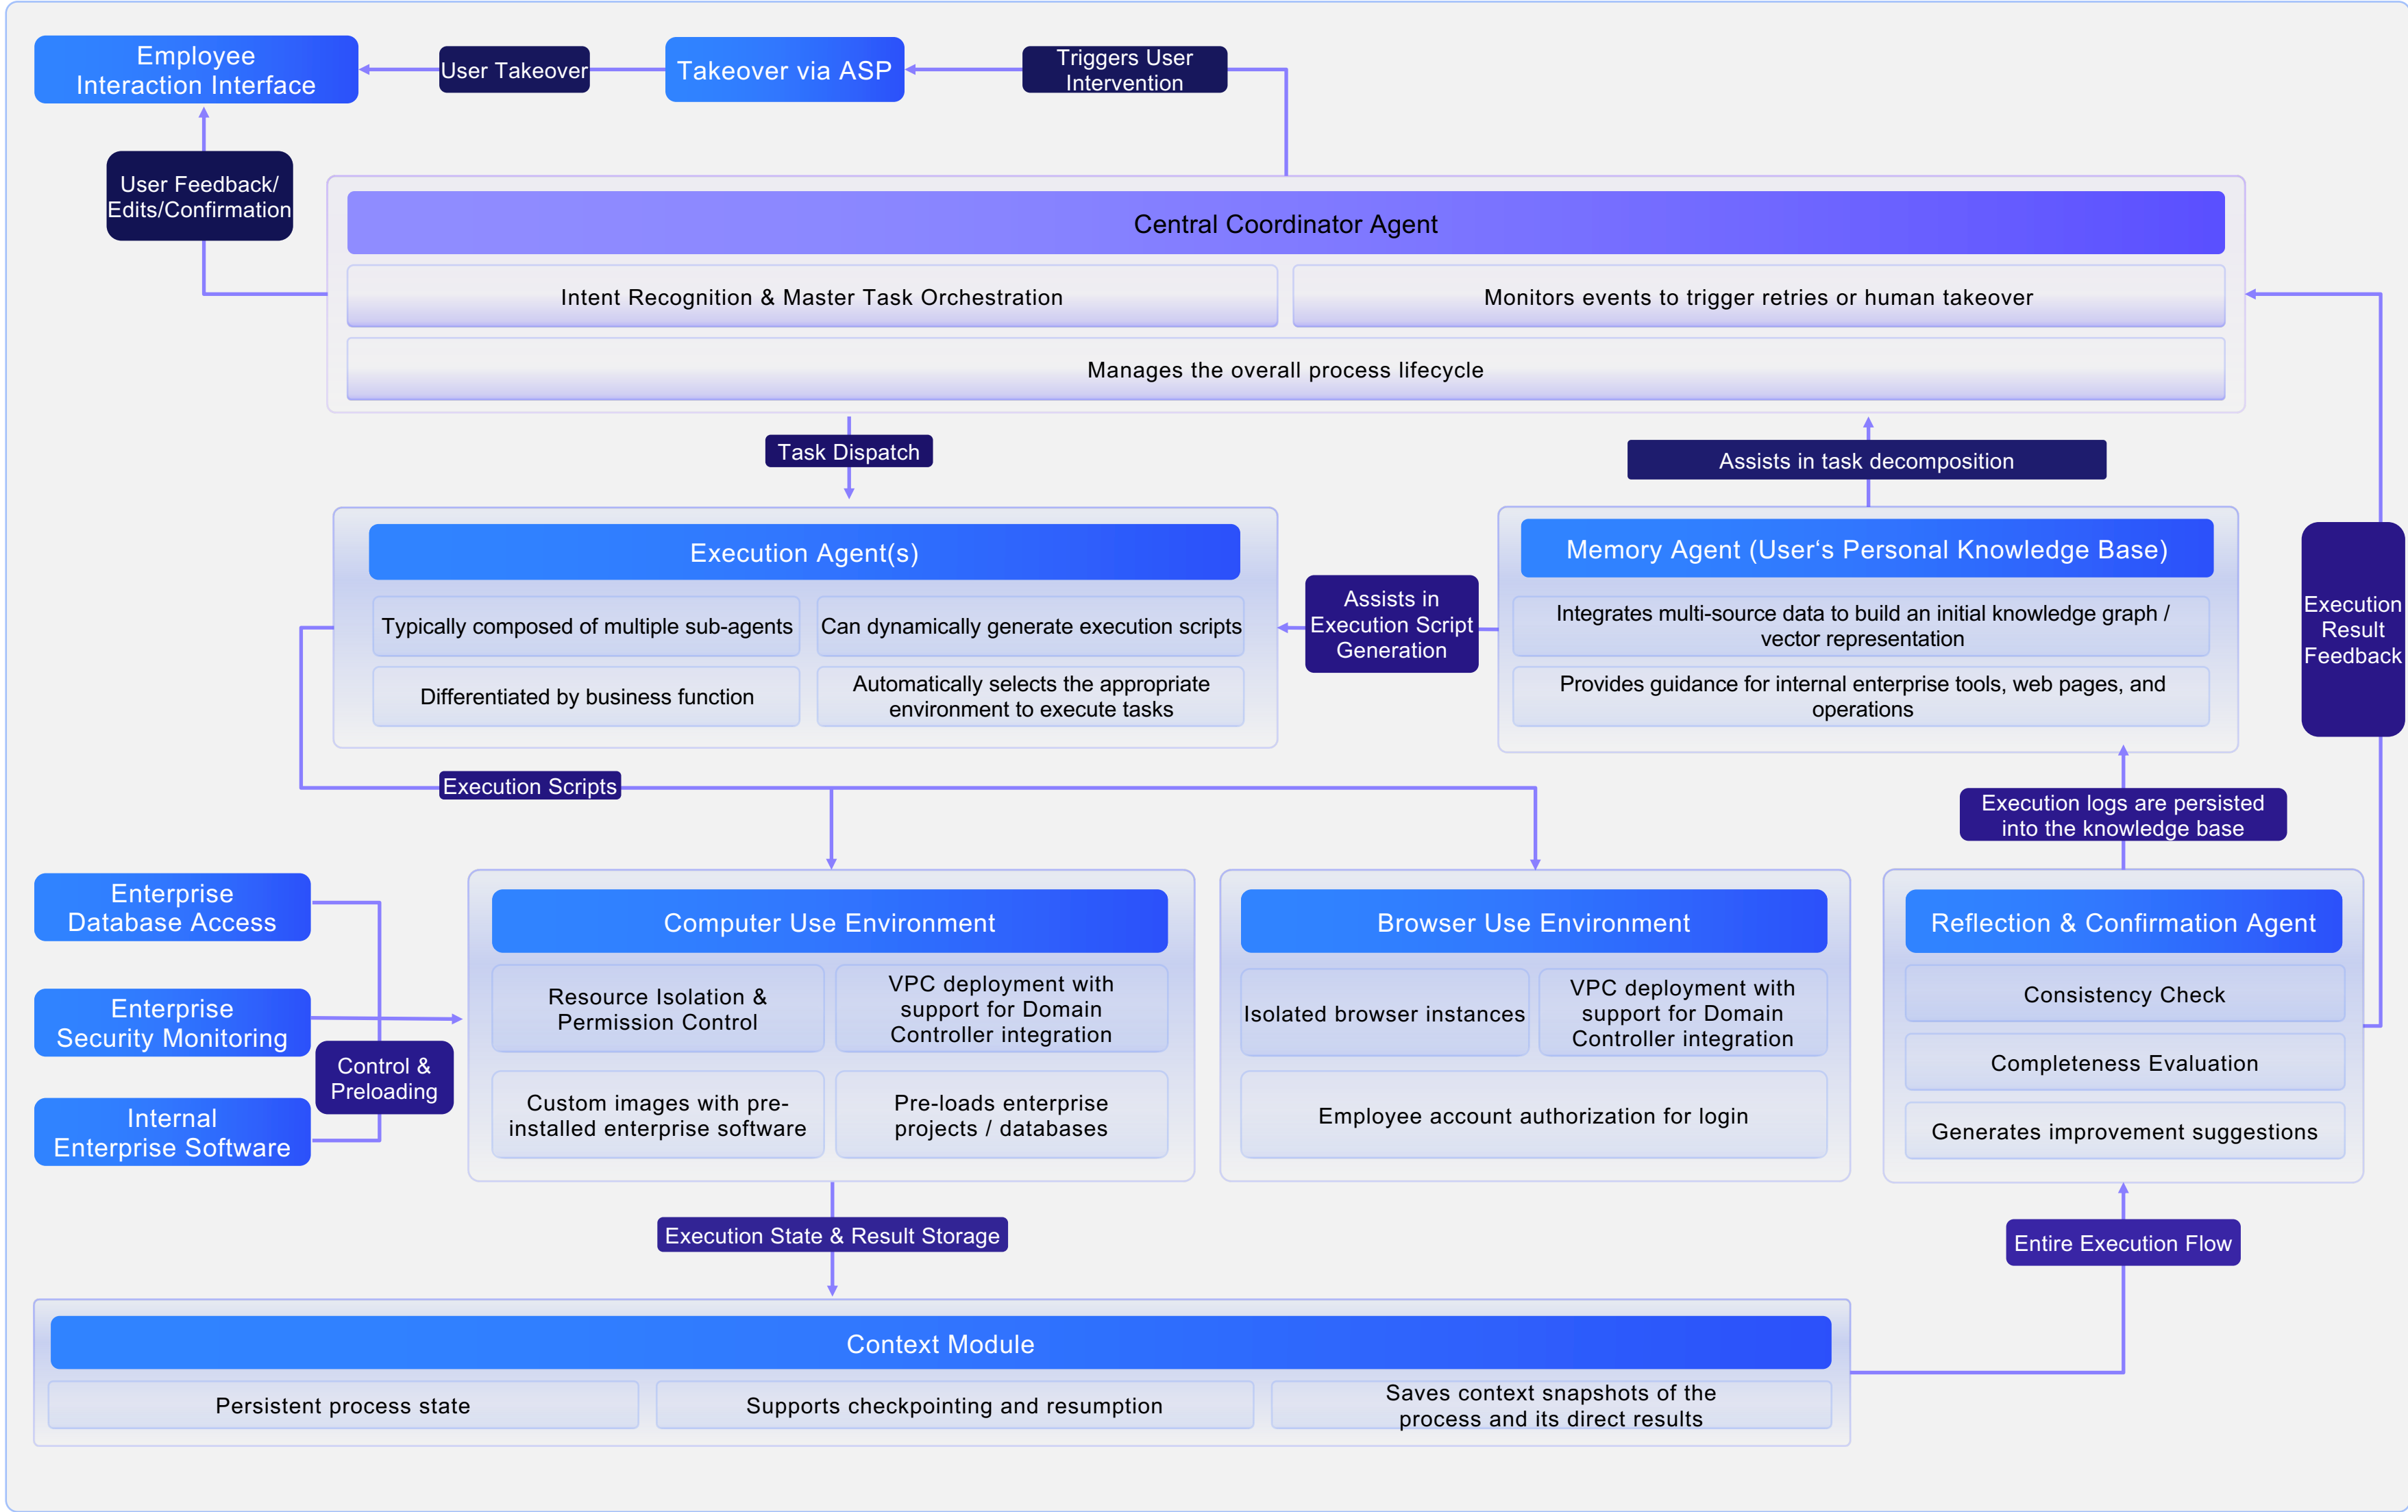 Employee
Interaction Interface
User Takeover
Takeover via ASP
Triggers User
Intervention
User Feedback/
Edits/Confirmation
Central Coordinator Agent
Intent Recognition & Master Task Orchestration
Monitors events to trigger retries or human takeover
Manages the overall process lifecycle
Task Dispatch
Assists in task decomposition
Execution Agent(s)
Typically composed of multiple sub-agents
Can dynamically generate execution scripts
Differentiated by business function
Automatically selects the appropriate
environment to execute tasks
Assists in
Execution Script
Generation
Memory Agent (User‘s Personal Knowledge Base)
Integrates multi-source data to build an initial knowledge graph /
vector representation
Provides guidance for internal enterprise tools, web pages, and
operations
Execution
Result
Feedback
Execution Scripts
Execution logs are persisted
into the knowledge base
Enterprise
Database Access
Enterprise
Security Monitoring
Internal
Enterprise Software
Control &
Preloading
Computer Use Environment
Resource Isolation &
Permission Control
VPC deployment with
support for Domain
Controller integration
Custom images with pre-
installed enterprise software
Pre-loads enterprise
projects / databases
Browser Use Environment
Isolated browser instances
VPC deployment with
support for Domain
Controller integration
Employee account authorization for login
Reflection & Confirmation Agent
Consistency Check
Completeness Evaluation
Generates improvement suggestions
Execution State & Result Storage
Entire Execution Flow
Context Module
Persistent process state
Supports checkpointing and resumption
Saves context snapshots of the
process and its direct results